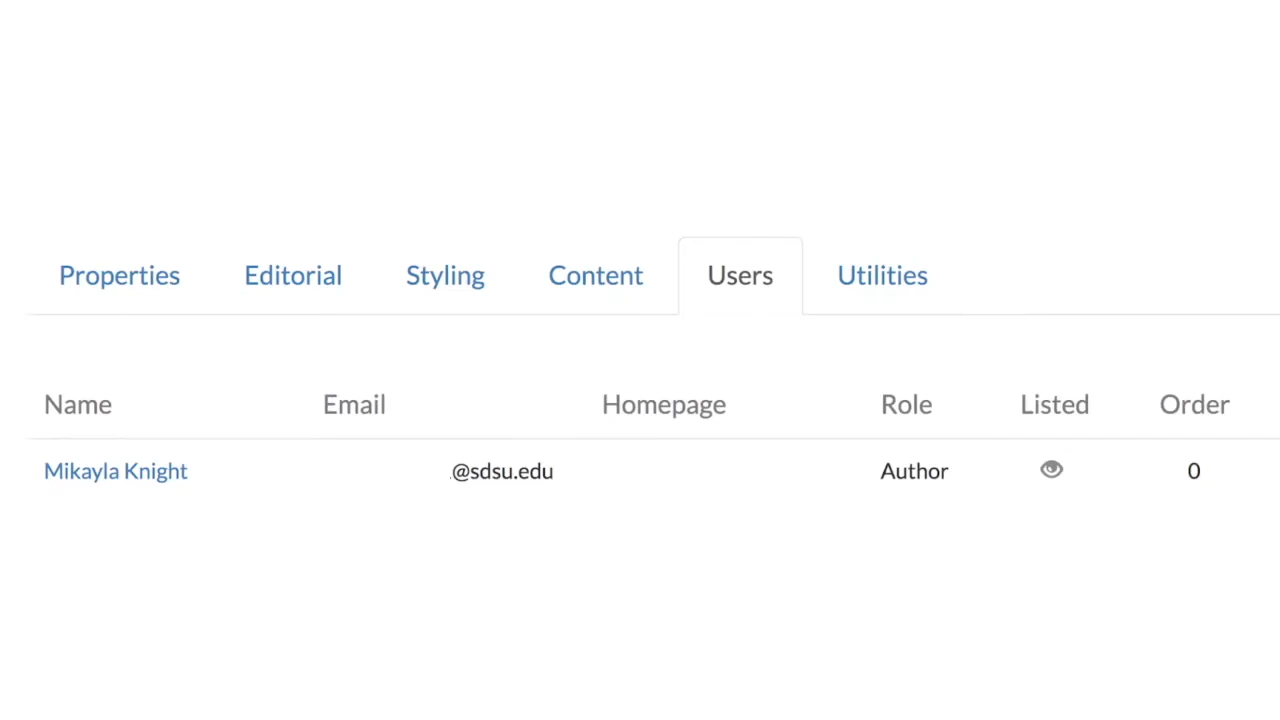 Properties Editorial Styling Content Users Utilities
Name Email Homepage Role Listed Order
Mikayla Knight @sdsu.edu Author 0